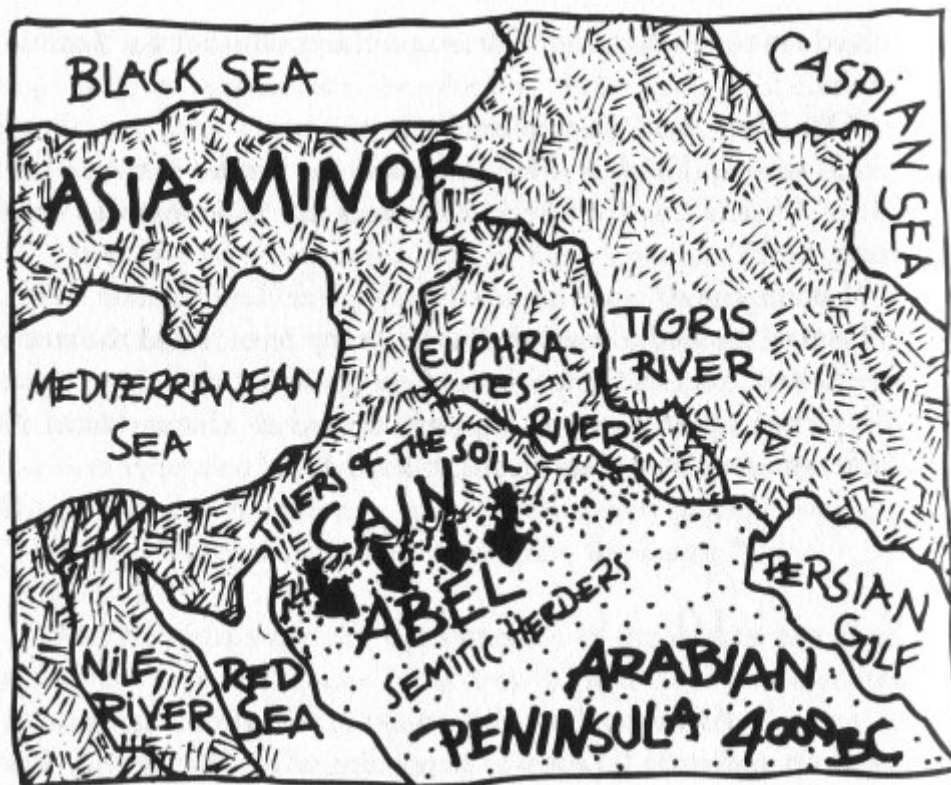 BLACK SEA
CASPIAN SEA
ASIA MINOR
MEDITERRANEAN
SEA
EUPHRA-
TES
RIVER
TIGRIS
RIVER
TILLERS OF THE SOIL
CAIN
ABEL
SEMITIC HERDERS
PERSIAN
GULF
NILE
RIVER
RED
SEA
ARABIAN
PENINSULA 4000 BC